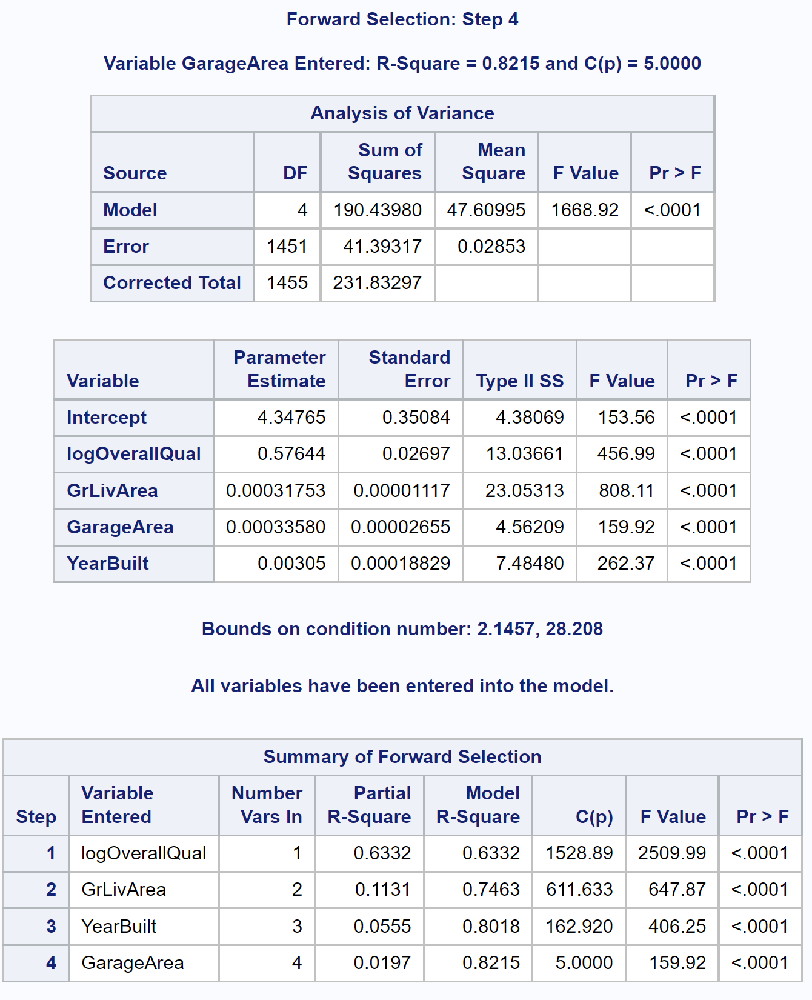 Forward Selection: Step 4
Variable GarageArea Entered: R-Square = 0.8215 and C(p) = 5.0000
Analysis of Variance
Source DF Sum of Squares Mean Square F Value Pr > F
Model 4 190.43980 47.60995 1668.92 <.0001
Error 1451 41.39317 0.02853
Corrected Total 1455 231.83297
Variable Parameter Estimate Standard Error Type II SS F Value Pr > F
Intercept 4.34765 0.35084 4.38069 153.56 <.0001
logOverallQual 0.57644 0.02697 13.03661 456.99 <.0001
GrLivArea 0.00031753 0.00001117 23.05313 808.11 <.0001
GarageArea 0.00033580 0.00002655 4.56209 159.92 <.0001
YearBuilt 0.00305 0.00018829 7.48480 262.37 <.0001
Bounds on condition number: 2.1457, 28.208
All variables have been entered into the model.
Summary of Forward Selection
Step Variable Entered Number Vars In Partial R-Square Model R-Square C(p) F Value Pr > F
1 logOverallQual 1 0.6332 0.6332 1528.89 2509.99 <.0001
2 GrLivArea 2 0.1131 0.7463 611.633 647.87 <.0001
3 YearBuilt 3 0.0555 0.8018 162.920 406.25 <.0001
4 GarageArea 4 0.0197 0.8215 5.0000 159.92 <.0001